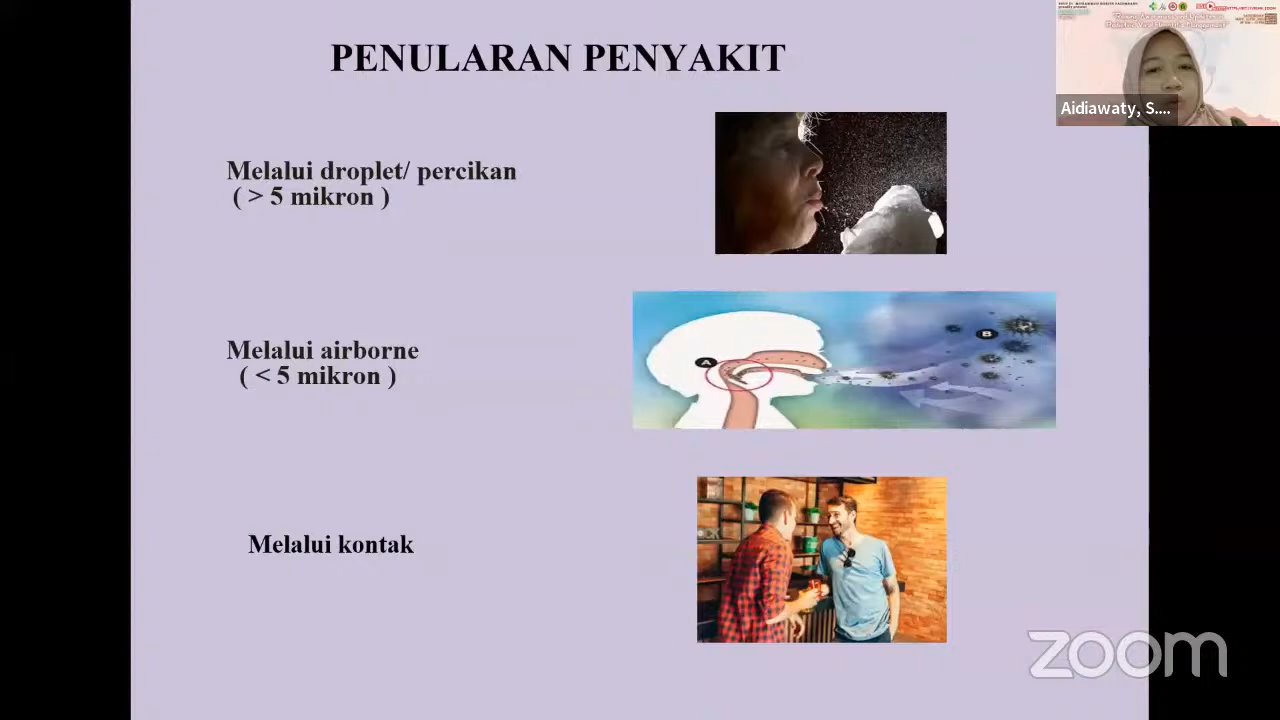 PENULARAN PENYAKIT
Melalui droplet/ percikan
( > 5 mikron )
Melalui airborne
( < 5 mikron )
A
B
Melalui kontak
Aidiawaty, S....
zoom